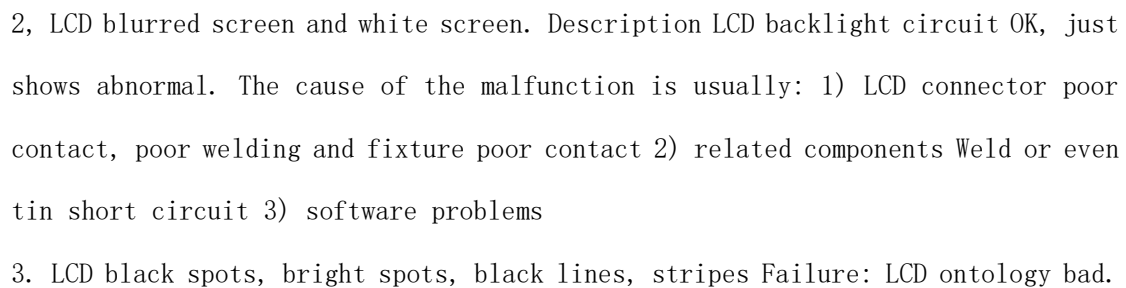 2, LCD blurred screen and white screen. Description LCD backlight circuit OK, just
shows abnormal. The cause of the malfunction is usually: 1) LCD connector poor
contact, poor welding and fixture poor contact 2) related components Weld or even
tin short circuit 3) software problems
3. LCD black spots, bright spots, black lines, stripes Failure: LCD ontology bad.